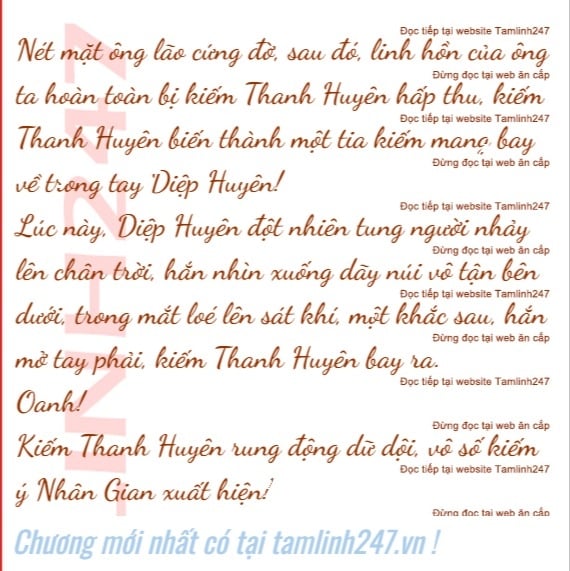 Đọc tiếp tại website Tamlinh247
Nét mặt ông lão cứng đờ, sau đó, linh hồn của ông
Đừng đọc tại web ăn cắp
ta hoàn toàn bị kiếm Thanh Huyên hấp thu, kiếm
Đọc tiếp tại website Tamlinh247
Thanh Huyên biến thành một tia kiếm mang bay
Đừng đọc tại web ăn cắp
về trong tay Diệp Huyên!
Đọc tiếp tại website Tamlinh247
Lúc này, Diệp Huyên đột nhiên tung người nhảy
Đừng đọc tại web ăn cắp
lên chân trời, hắn nhìn xuống dãy núi vô tận bên
Đọc tiếp tại website Tamlinh247
dưới, trong mắt loé lên sát khí, một khắc sau, hắn
Đừng đọc tại web ăn cắp
mở tay phải, kiếm Thanh Huyên bay ra.
Đọc tiếp tại website Tamlinh247
Oanh!
Đừng đọc tại web ăn cắp
Kiếm Thanh Huyên rung động dữ dội, vô số kiếm
Đọc tiếp tại website Tamlinh247
ý Nhân Gian xuất hiện!
Đừng đọc tại web ăn cắp
INH247
Chương mới nhất có tại tamlinh247.vn !